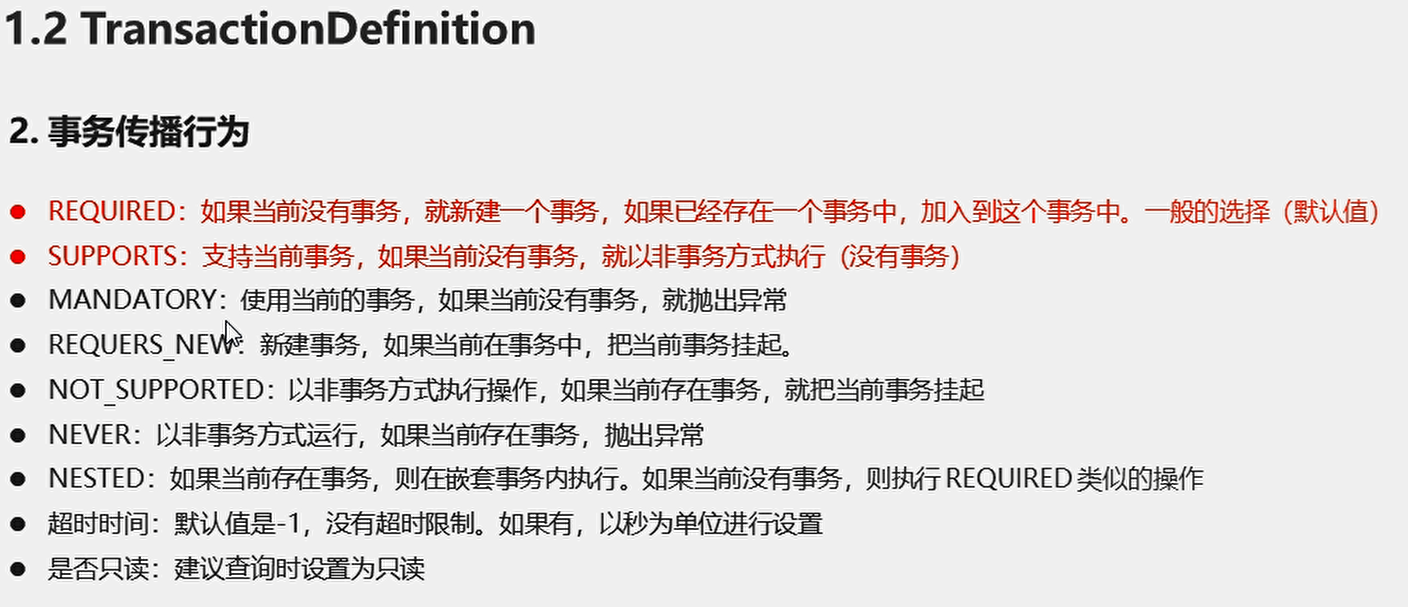 1.2 TransactionDefinition
2. 事务传播行为
● REQUIRED：如果当前没有事务，就新建一个事务，如果已经存在一个事务中，加入到这个事务中。一般的选择（默认值）
● SUPPORTS：支持当前事务，如果当前没有事务，就以非事务方式执行（没有事务）
● MANDATORY：使用当前的事务，如果当前没有事务，就抛出异常
● REQUERS_NEW：新建事务，如果当前在事务中，把当前事务挂起。
● NOT_SUPPORTED：以非事务方式执行操作，如果当前存在事务，就把当前事务挂起
● NEVER：以非事务方式运行，如果当前存在事务，抛出异常
● NESTED：如果当前存在事务，则在嵌套事务内执行。如果当前没有事务，则执行 REQUIRED 类似的操作
● 超时时间：默认值是-1，没有超时限制。如果有，以秒为单位进行设置
● 是否只读：建议查询时设置为只读